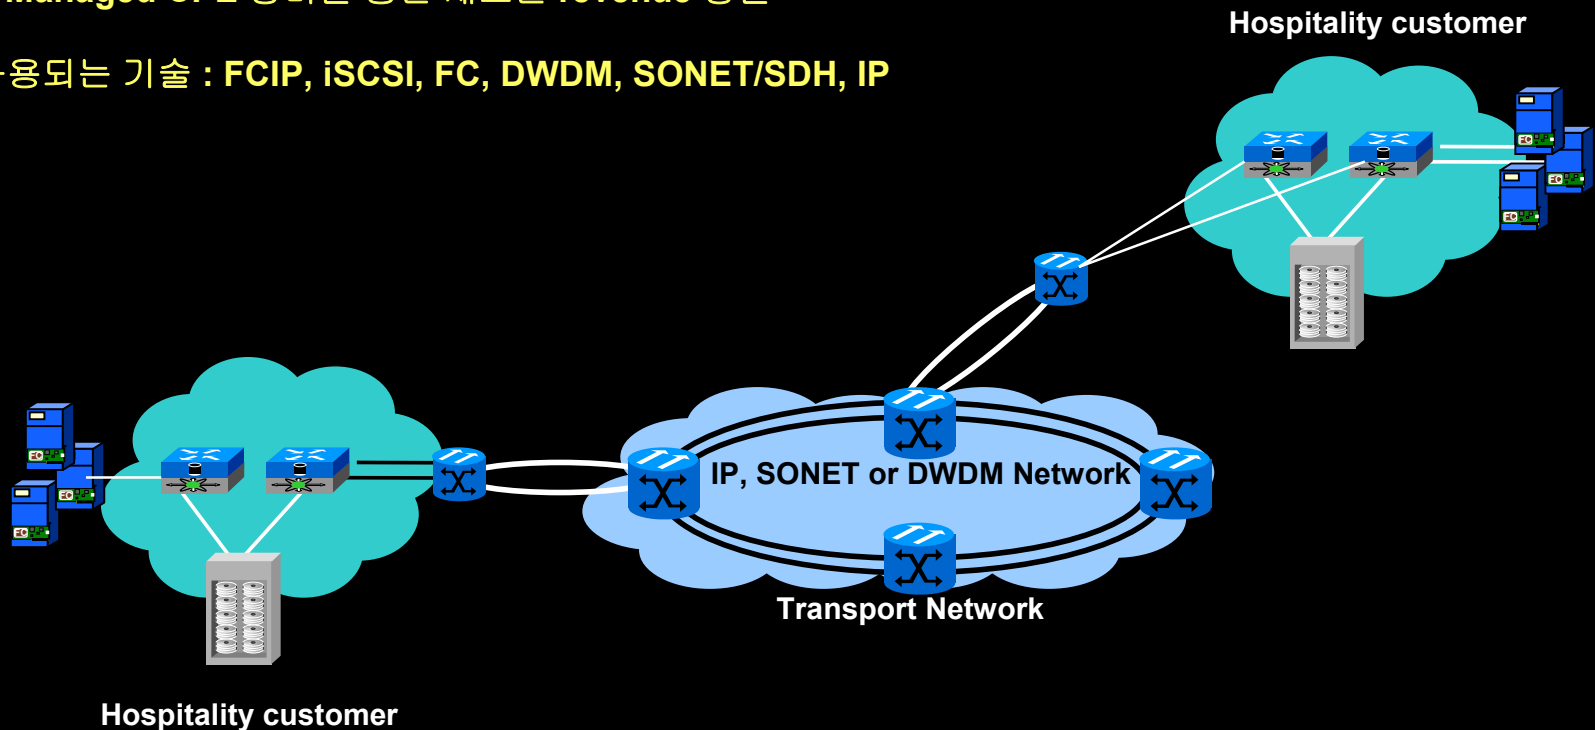 Hospitality customer
용되는 기술 : FCIP, iSCSI, FC, DWDM, SONET/SDH, IP
IP, SONET or DWDM Network
Transport Network
Hospitality customer